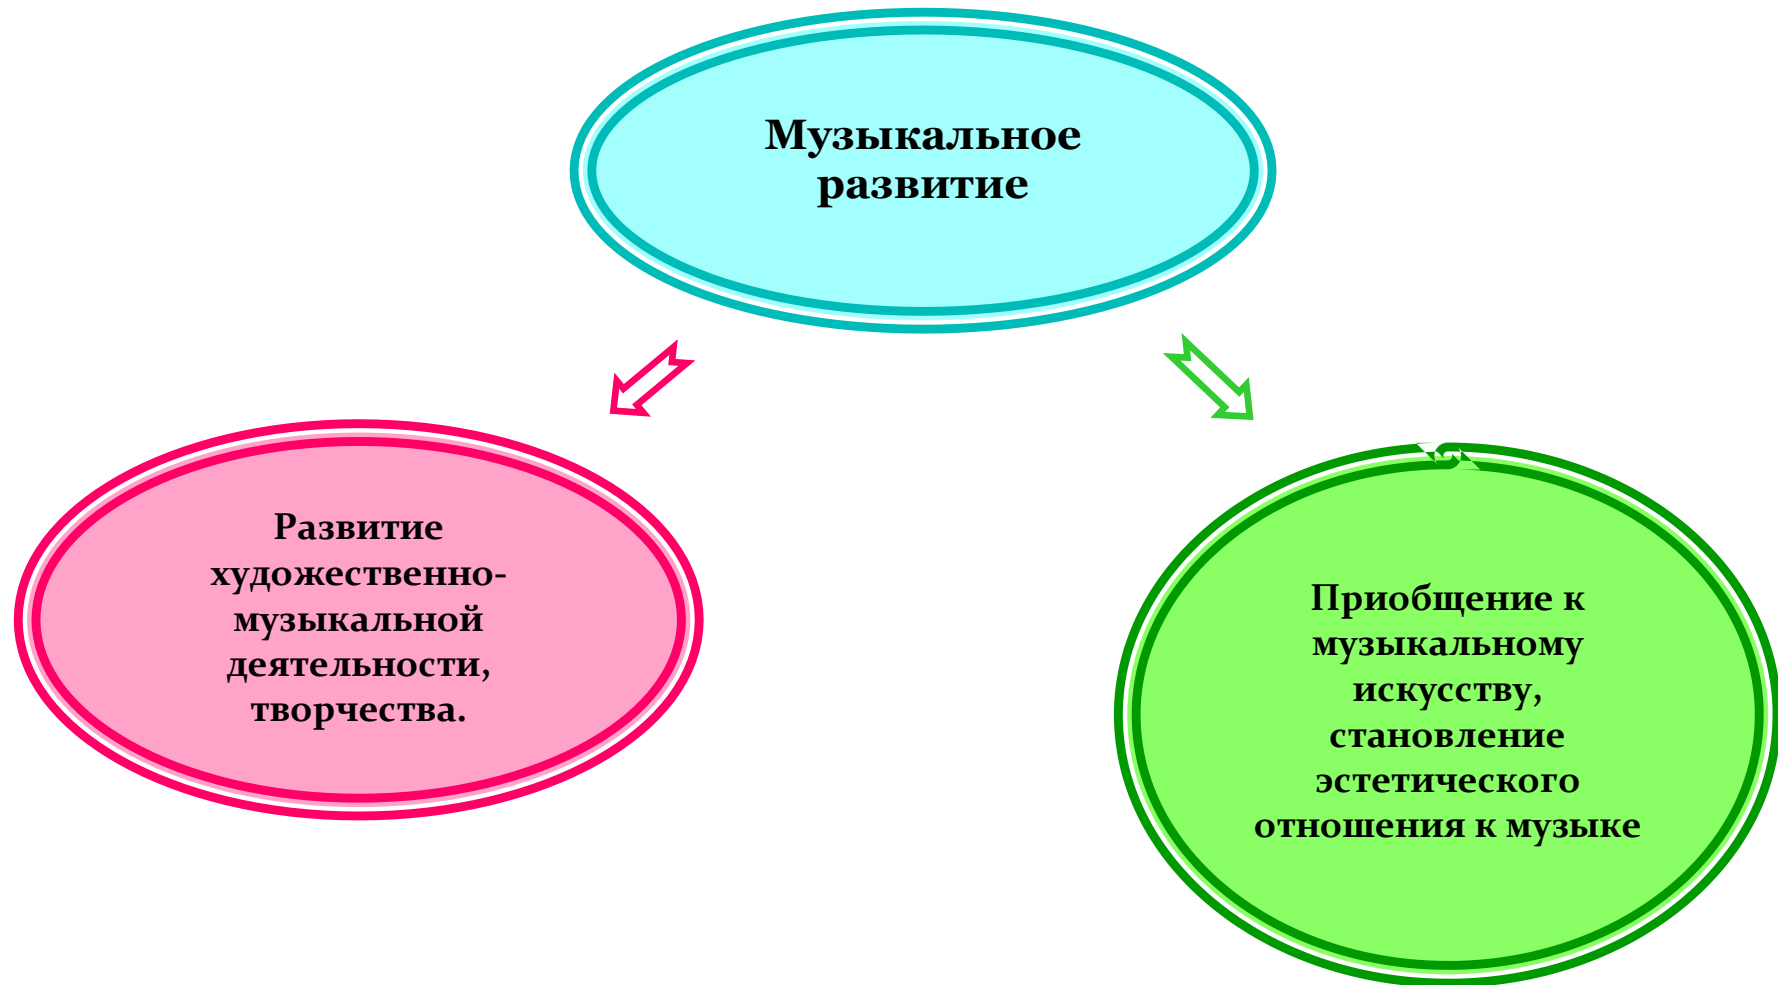 Музыкальное
развитие
Развитие
художественно-
музыкальной
деятельности,
творчества.
Приобщение к
музыкальному
искусству,
становление
эстетического
отношения к музыке